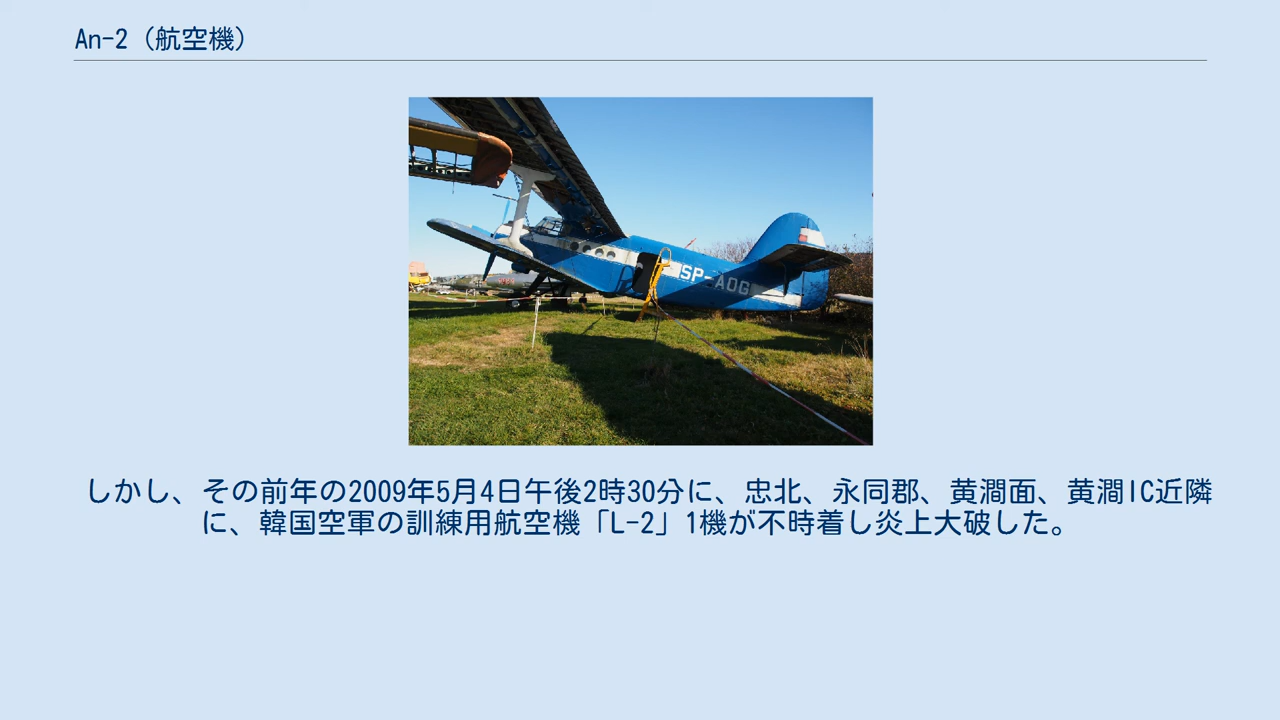 An-2（航空機）
SP-AOG
しかし、その前年の2009年5月4日午後2時30分に、忠北、永同郡、黄澗面、黄澗IC近隣
に、韓国空軍の訓練用航空機「L-2」1機が不時着し炎上大破した。